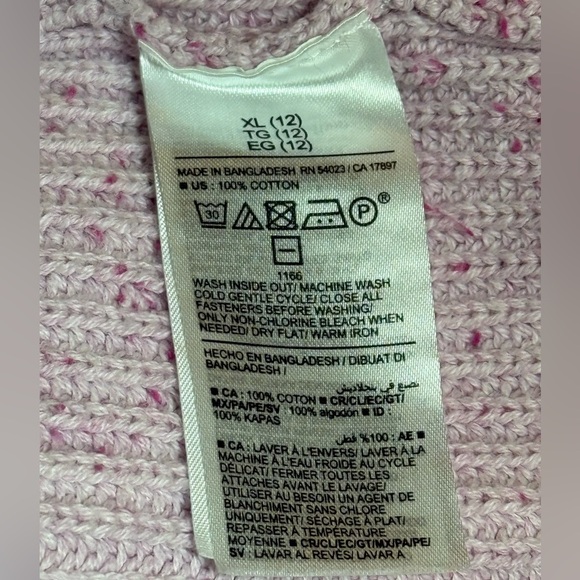 XL (12)
TG (12)
EG (12)
MADE IN BANGLADESH RN 54023 / CA 17897
■ US : 100% COTTON
30 P ®
1166
WASH INSIDE OUT/ MACHINE WASH
COLD GENTLE CYCLE/ CLOSE ALL
FASTENERS BEFORE WASHING/
ONLY NON-CHLORINE BLEACH WHEN
NEEDED/ DRY FLAT/ WARM IRON
HECHO EN BANGLADESH / DIBUAT DI
BANGLADESH /
صنع في بنجلاديش
■ CA : 100% COTON ■ CR/CL/EC/GT/
MX/PA/PE/SV : 100% algodón ■ ID :
100% KAPAS
■ AE : 100% قطن
■ CA : LAVER À L'ENVERS/ LAVER À LA
MACHINE À L'EAU FROIDE AU CYCLE
DÉLICAT/ FERMER TOUTES LES
ATTACHES AVANT LE LAVAGE/
UTILISER AU BESOIN UN AGENT DE
BLANCHIMENT SANS CHLORE
UNIQUEMENT/ SÉCHAGE À PLAT/
REPASSER À TEMPÉRATURE
MOYENNE ■ CR/CL/EC/GT/MX/PA/PE/
SV : LAVAR AL REVÉS/ LAVAR A